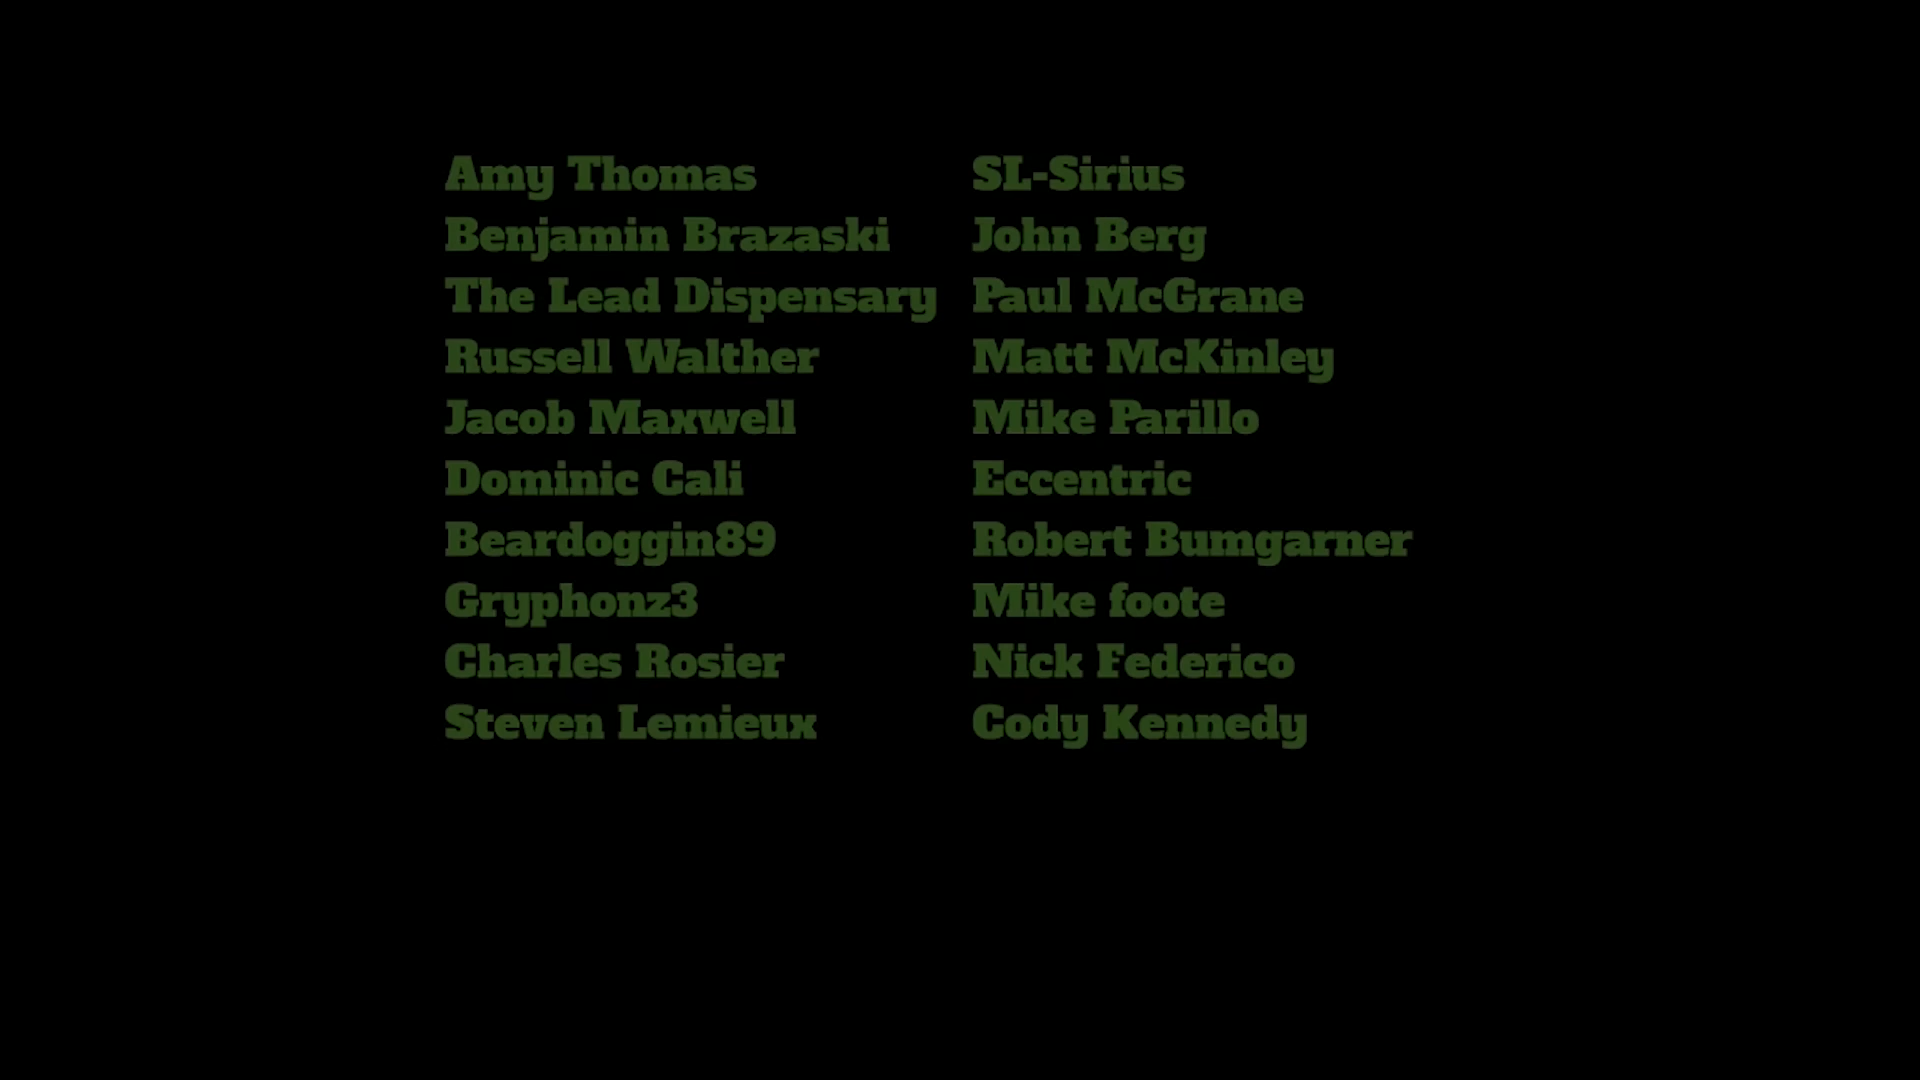 Amy Thomas
Benjamin Brazaski
The Lead Dispensary
Russell Walther
Jacob Maxwell
Dominic Cali
Beardoggin89
Gryphonz3
Charles Rosier
Steven Lemieux
SL-Sirius
John Berg
Paul McGrane
Matt McKinley
Mike Parillo
Eccentric
Robert Bumgarner
Mike foote
Nick Federico
Cody Kennedy